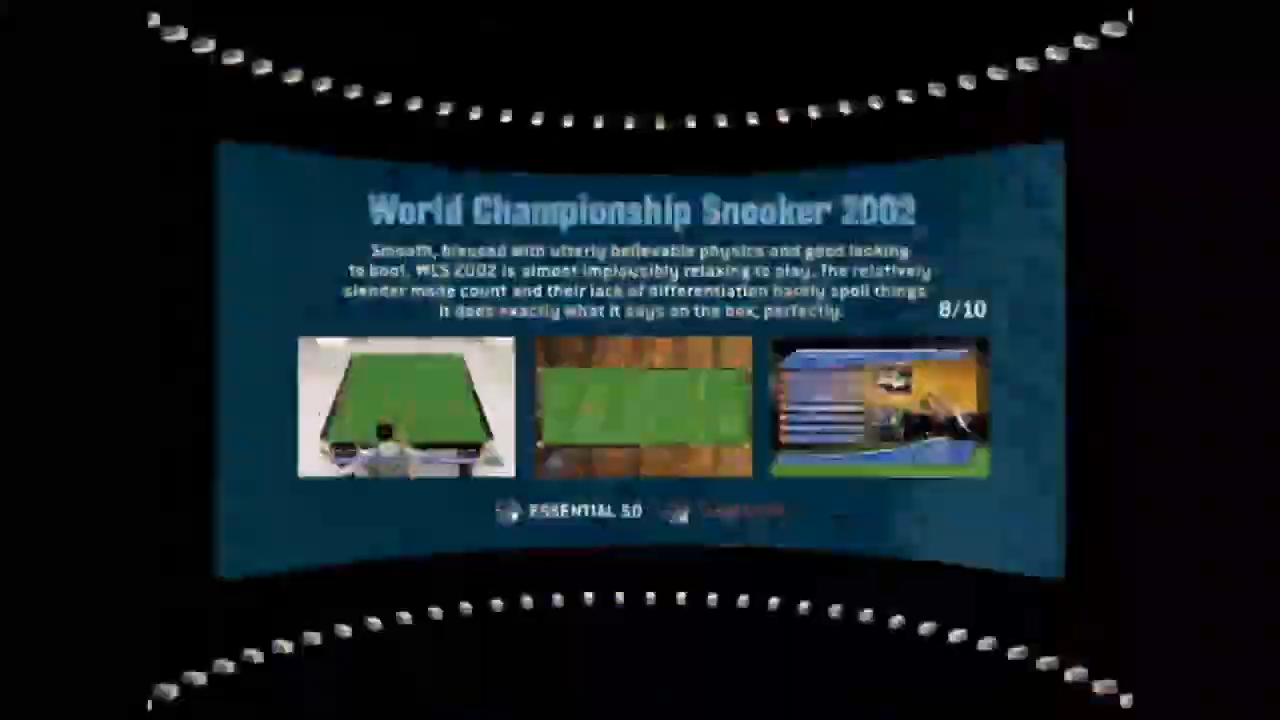 World Championship Snooker 2002
Smooth, blessed with utterly believable physics and good looking
to boot, WCS 2002 is almost implausibly relaxing to play. The relatively
slender mode count and their lack of differentiation barely spoil things.
It does exactly what it says on the box, perfectly.
8/10
ESSENTIAL 50